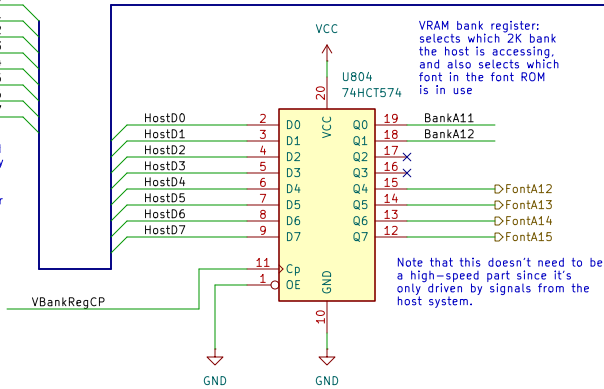 VRAM bank register:
selects which 2K bank
the host is accessing,
and also selects which
font in the font ROM
is in use
VCC
U804
74HCT574
20
VCC
HostD0 2 D0 Q0 19 BankA11
HostD1 3 D1 Q1 18 BankA12
HostD2 4 D2 Q2 17
HostD3 5 D3 Q3 16
HostD4 6 D4 Q4 15 FontA12
HostD5 7 D5 Q5 14 FontA13
HostD6 8 D6 Q6 13 FontA14
HostD7 9 D7 Q7 12 FontA15
11 Cp
1 OE
GND
10
VBankRegCP
Note that this doesn't need to be
a high-speed part since it's
only driven by signals from the
host system.
GND
GND